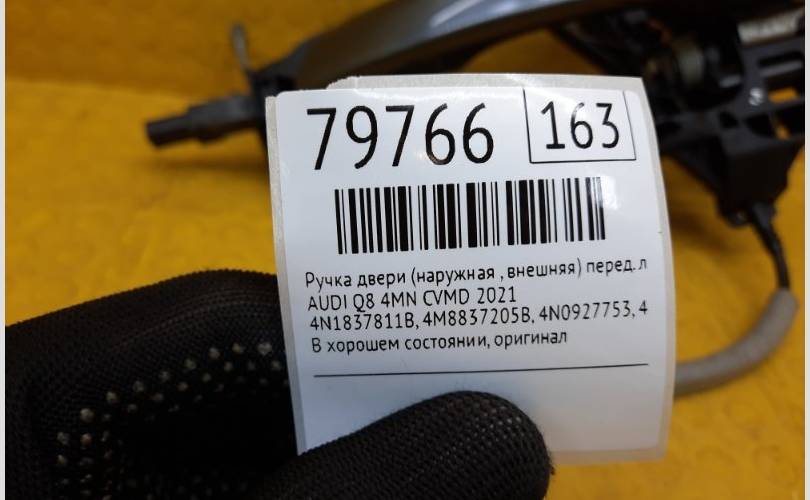 79766
163
Ручка двери (наружная , внешняя) перед. л
AUDI Q8 4MN CVMD 2021
4N1837811B, 4M8837205B, 4N0927753, 4
В хорошем состоянии, оригинал